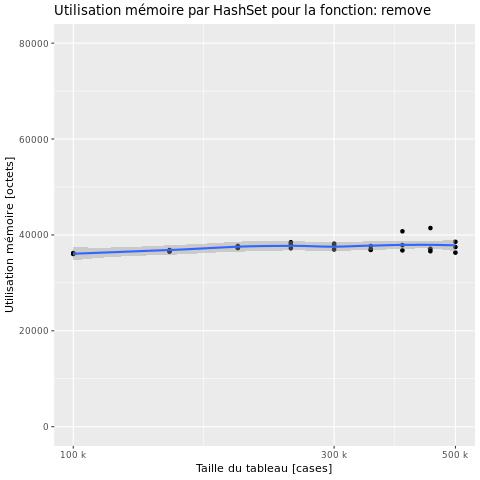 Utilisation mémoire par HashSet pour la fonction: remove
Utilisation mémoire [octets]
80000
60000
40000
20000
0
100 k
300 k
500 k
Taille du tableau [cases]